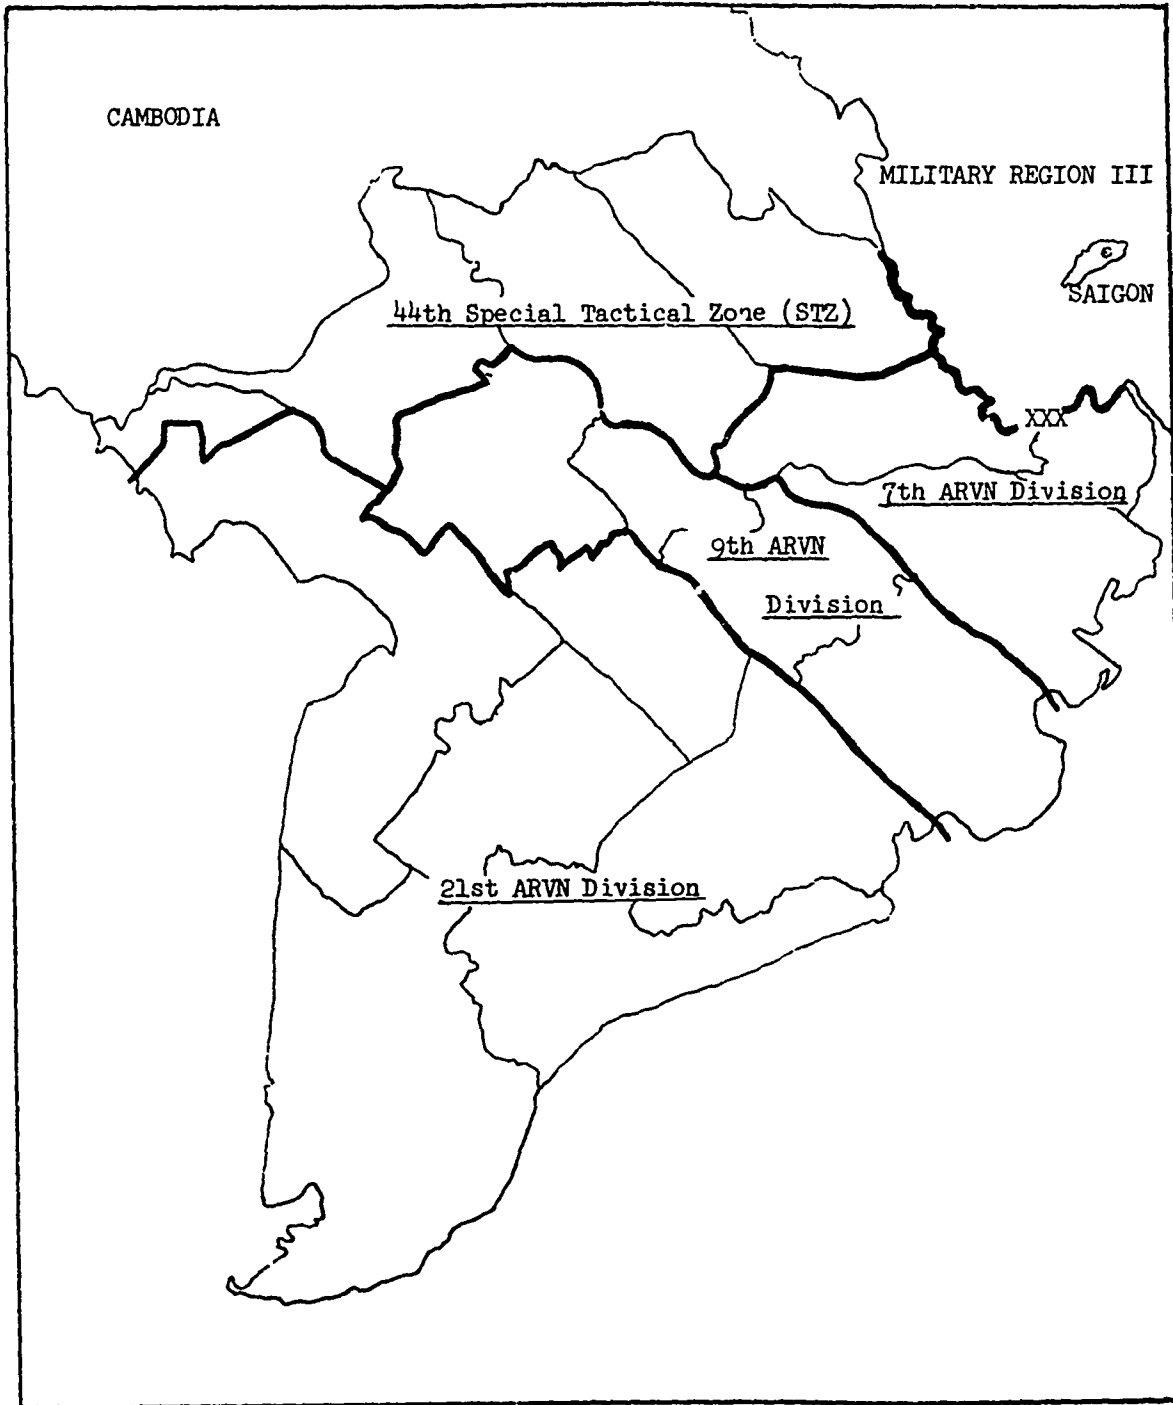 CAMBODIA
MILITARY REGION III
SAIGON
44th Special Tactical Zone (STZ)
XXX
7th ARVN Division
9th ARVN
Division
21st ARVN Division